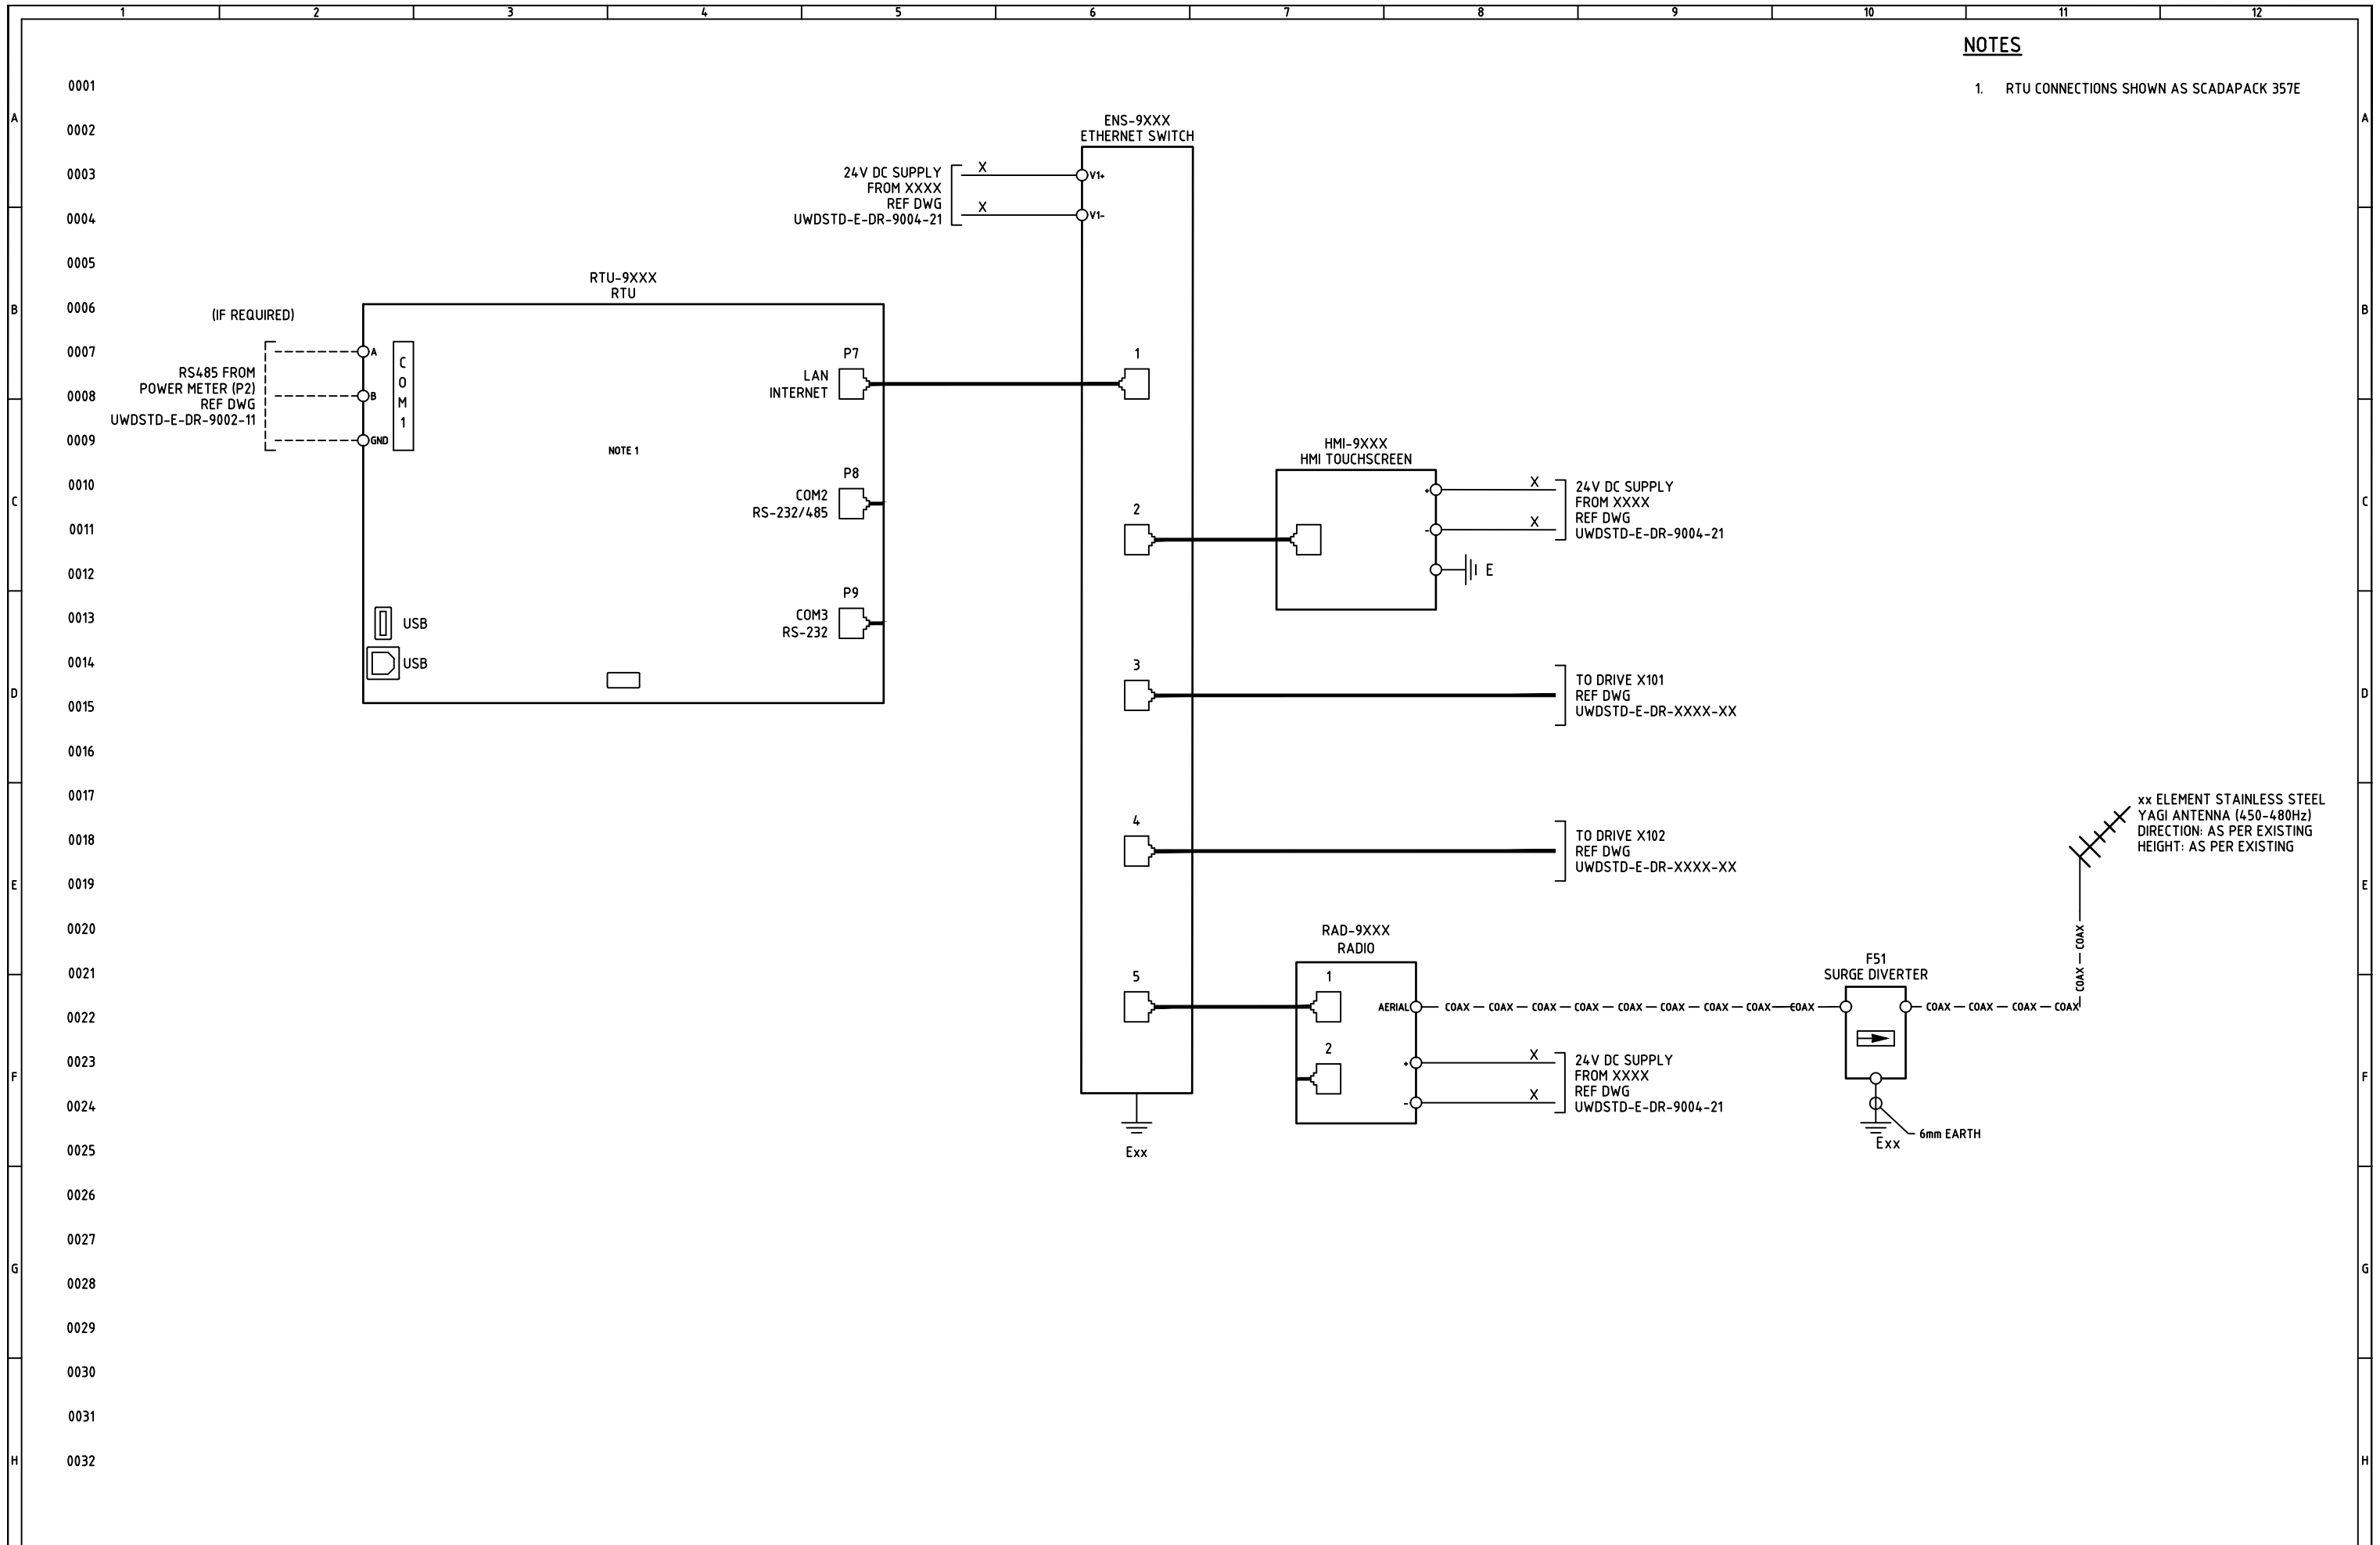 1 2 3 4 5 6 7 8 9 10 11 12
NOTES
1. RTU CONNECTIONS SHOWN AS SCADAPACK 357E
A
A
B
B
C
C
D
D
E
E
F
F
G
G
H
H
0001
0002
0003
0004
0005
0006
0007
0008
0009
0010
0011
0012
0013
0014
0015
0016
0017
0018
0019
0020
0021
0022
0023
0024
0025
0026
0027
0028
0029
0030
0031
0032
(IF REQUIRED)
RS485 FROM
POWER METER (P2)
REF DWG
UWDSTD-E-DR-9002-11
RTU-9XXX
RTU
A
B
GND
C
O
M
1
NOTE 1
P7
LAN
INTERNET
P8
COM2
RS-232/485
P9
COM3
RS-232
USB
USB
24V DC SUPPLY
FROM XXXX
REF DWG
UWDSTD-E-DR-9004-21
X
X
ENS-9XXX
ETHERNET SWITCH
V1+
V1-
1
2
3
4
5
Exx
HMI-9XXX
HMI TOUCHSCREEN
+
-
X
X
E
24V DC SUPPLY
FROM XXXX
REF DWG
UWDSTD-E-DR-9004-21
TO DRIVE X101
REF DWG
UWDSTD-E-DR-XXXX-XX
TO DRIVE X102
REF DWG
UWDSTD-E-DR-XXXX-XX
RAD-9XXX
RADIO
1
2
AERIAL
+
-
COAX COAX COAX COAX COAX COAX COAX COAX COAX
X
X
24V DC SUPPLY
FROM XXXX
REF DWG
UWDSTD-E-DR-9004-21
F51
SURGE DIVERTER
Exx
6mm EARTH
COAX COAX COAX COAX
COAX COAX
xx ELEMENT STAINLESS STEEL
YAGI ANTENNA (450-480Hz)
DIRECTION: AS PER EXISTING
HEIGHT: AS PER EXISTING